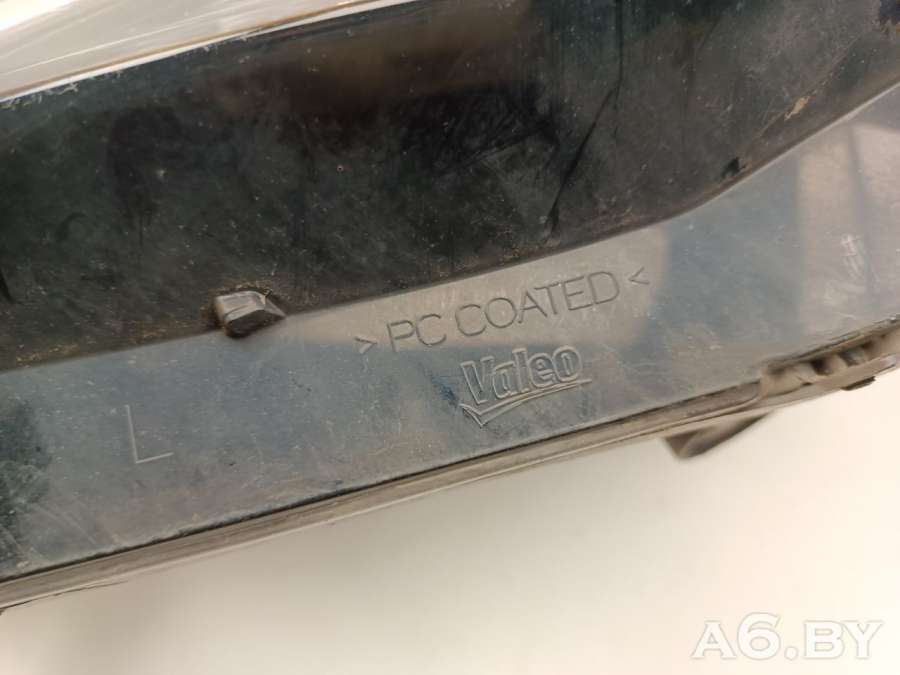 > PC COATED <
Valeo
L
A6.BY